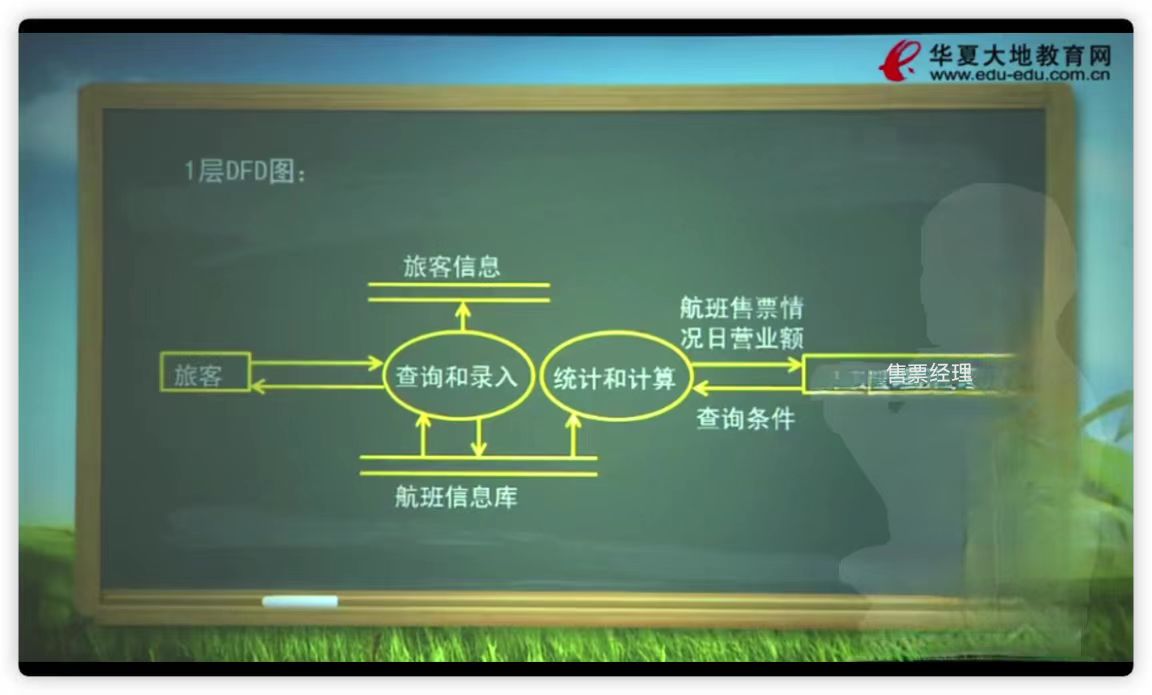 华夏大地教育网
www.edu-edu.com.cn
1层DFD图:
旅客信息
航班售票情
况日营业额
旅客
查询和录入
统计和计算
售票经理
查询条件
航班信息库